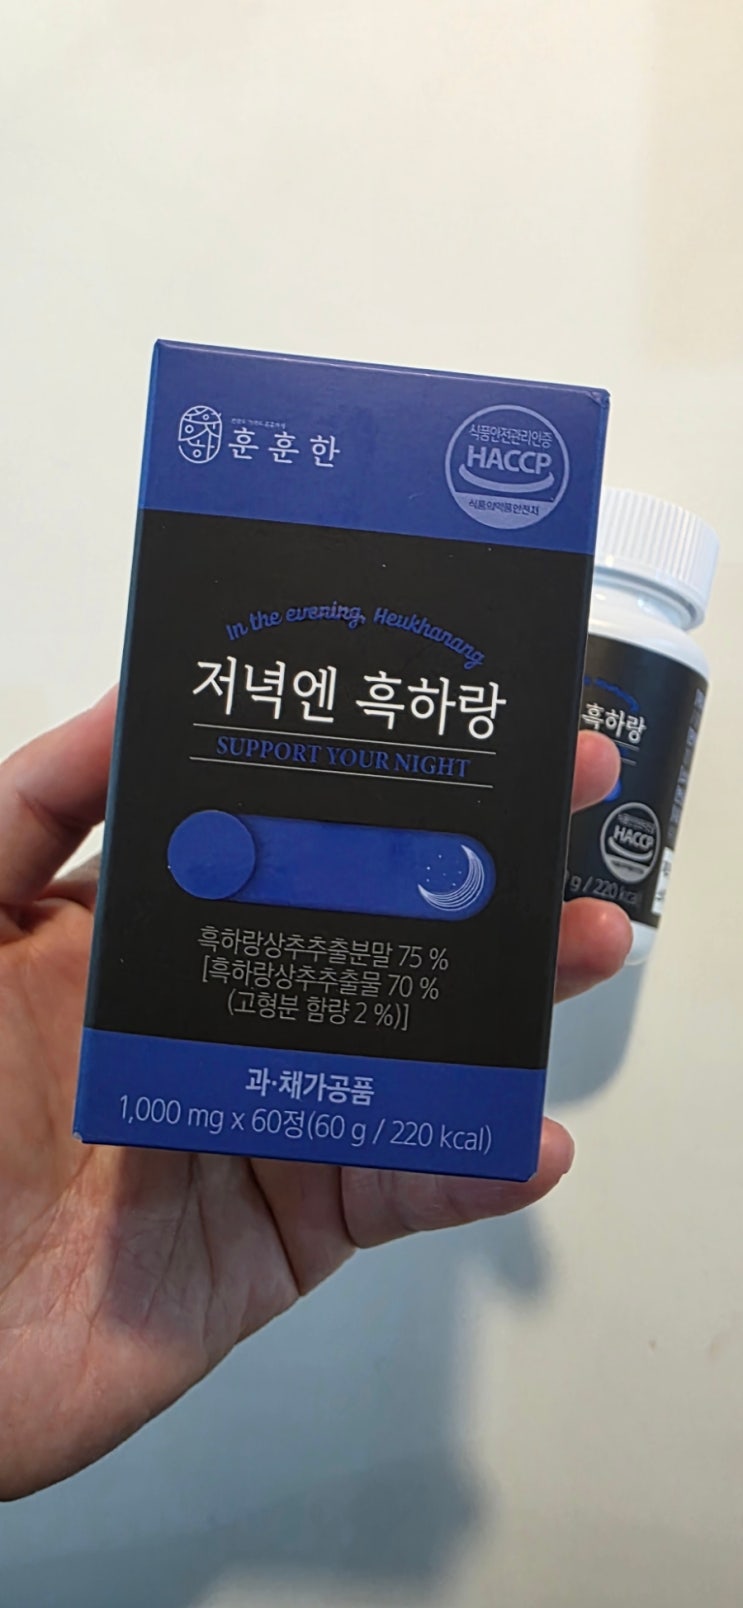 훈훈한
식품안전관리인증
HACCP
식품의약품안전처
In the evening, Heukhanang
저녁엔 흑하랑
SUPPORT YOUR NIGHT
흑하랑상추추출분말 75 %
[흑하랑상추추출물 70 %
(고형분 함량 2 %)]
과·채가공품
1,000 mg x 60정(60 g / 220 kcal)
흑하랑
HACCP
g / 220 kcal